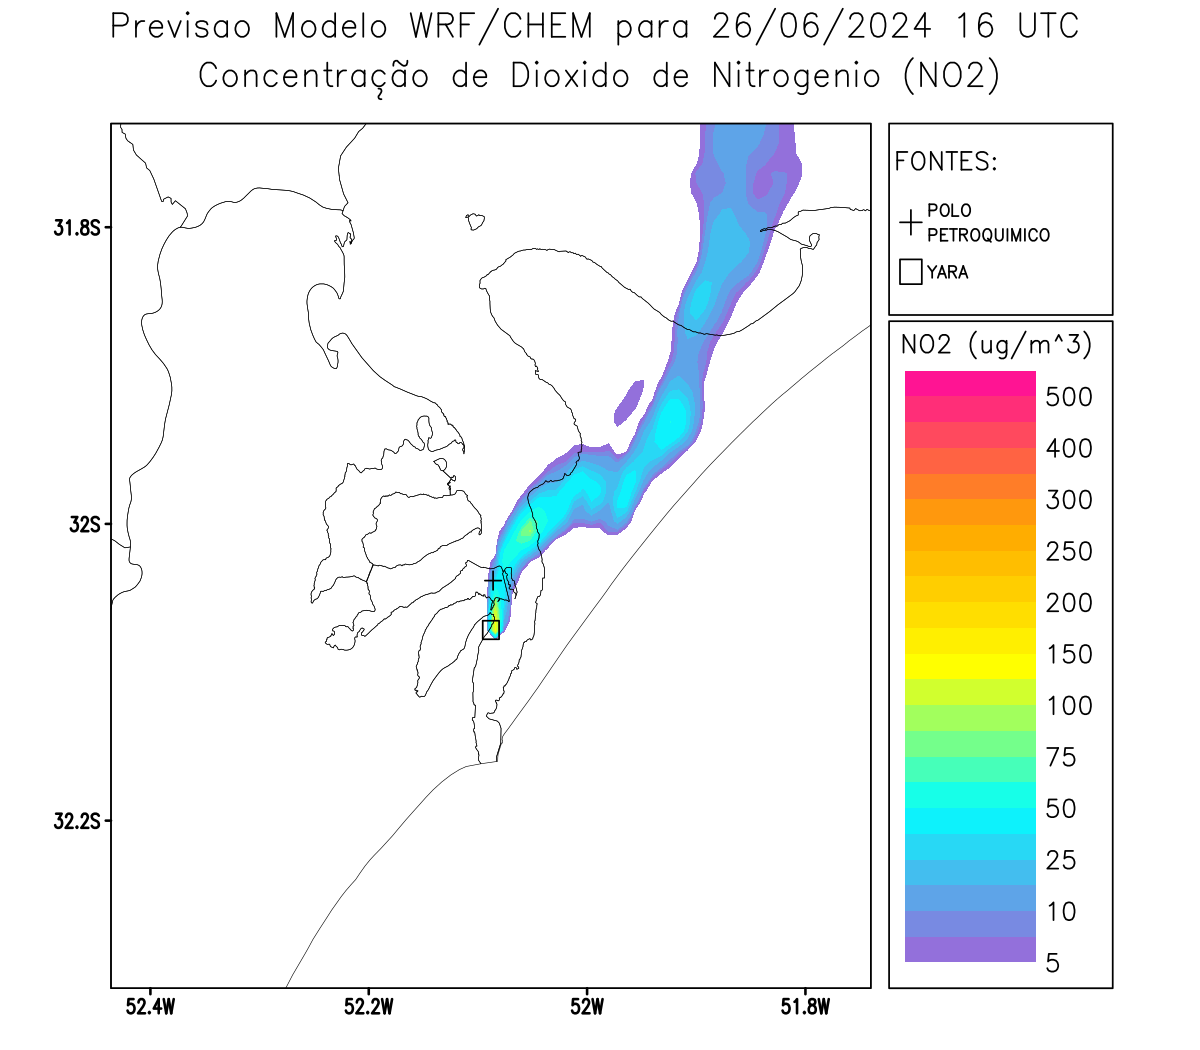 Previsao Modelo WRF/CHEM para 26/06/2024 16 UTC
Concentração de Dioxido de Nitrogenio (NO2)
FONTES:
POLO
PETROQUIMICO
YARA
NO2 (ug/m^3)
500
400
300
250
200
150
100
75
50
25
10
5
31.8S
32S
32.2S
52.4W
52.2W
52W
51.8W